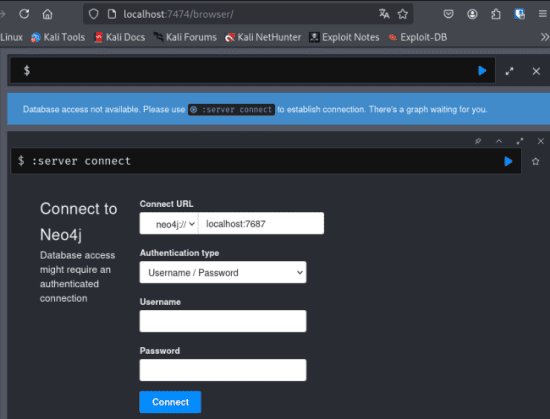 localhost:7474/browser/
Linux Kali Tools Kali Docs Kali Forums Kali NetHunter Exploit Notes Exploit-DB
$
Database access not available. Please use :server connect to establish connection. There's a graph waiting for you.
$ :server connect
Connect to
Neo4j
Database access
might require an
authenticated
connection
Connect URL
neo4j:// localhost:7687
Authentication type
Username / Password
Username
Password
Connect